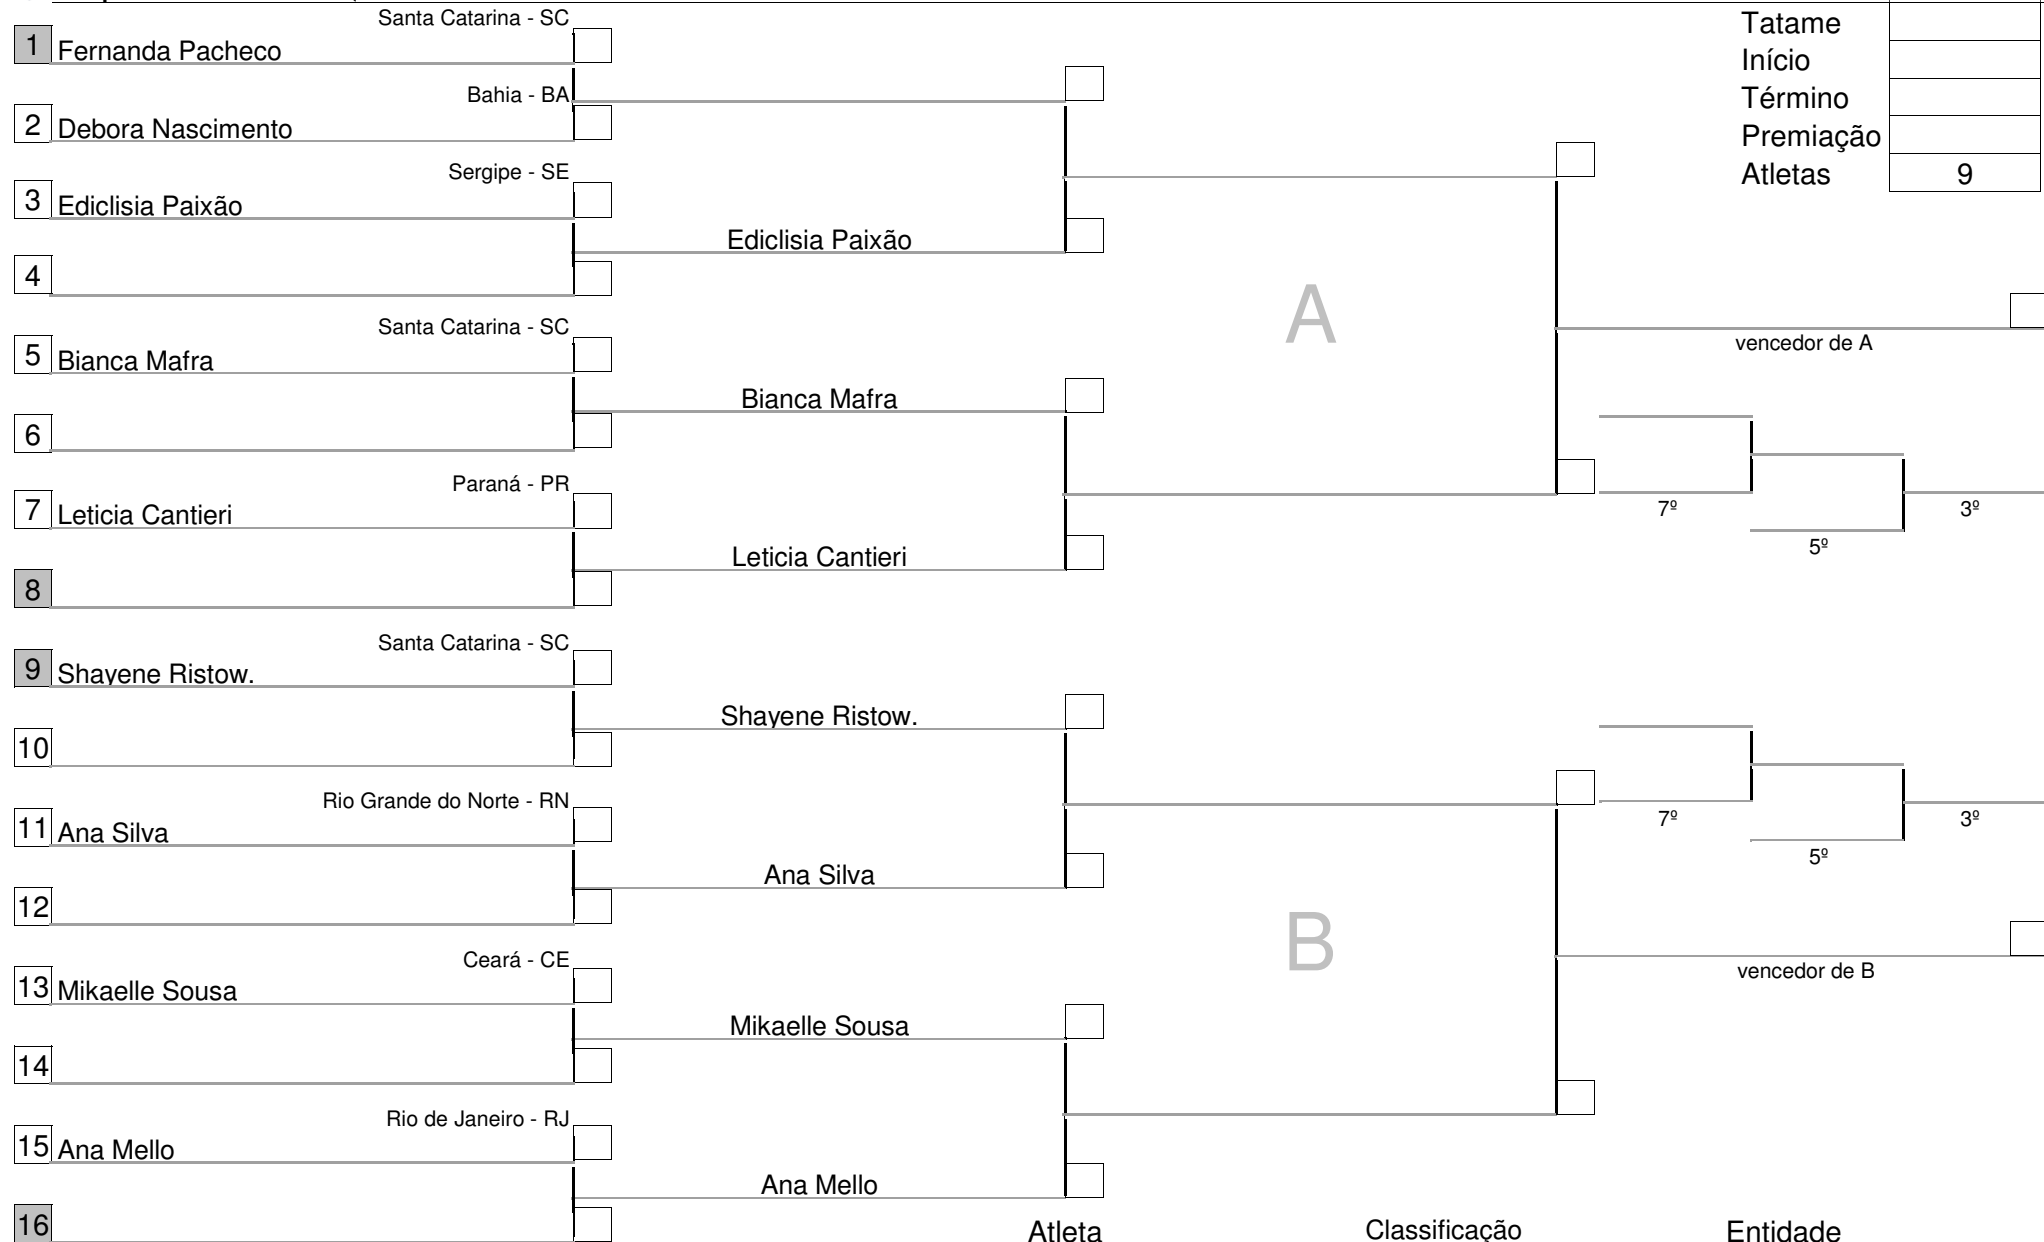 Santa Catarina - SC
1 Fernanda Pacheco
Bahia - BA
2 Debora Nascimento
Sergipe - SE
3 Ediclisia Paixão
Ediclisia Paixão
4
Santa Catarina - SC
5 Bianca Mafra
Bianca Mafra
6
Paraná - PR
7 Leticia Cantieri
Leticia Cantieri
8
Santa Catarina - SC
9 Shayene Ristow.
Shayene Ristow.
10
Rio Grande do Norte - RN
11 Ana Silva
Ana Silva
12
Ceará - CE
13 Mikaelle Sousa
Mikaelle Sousa
14
Rio de Janeiro - RJ
15 Ana Mello
Ana Mello
16
A
B
Tatame
Início
Término
Premiação
Atletas 9
vencedor de A
7º
3º
5º
7º
3º
5º
vencedor de B
Atleta Classificação Entidade